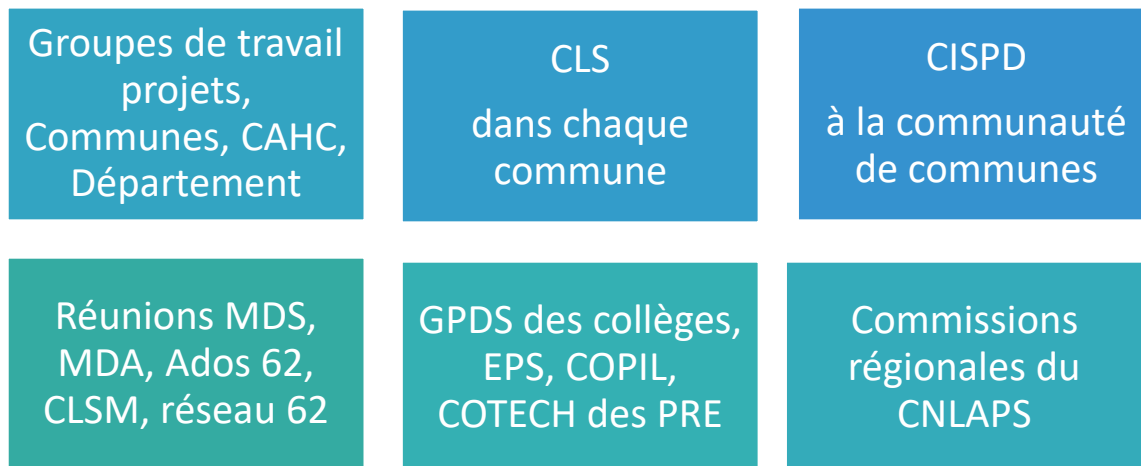 Groupes de travail
projets,
Communes, CAHC,
Département
CLS
dans chaque
commune
CISPD
à la communauté
de communes
Réunions MDS,
MDA, Ados 62,
CLSM, réseau 62
GPDS des collèges,
EPS, COPIL,
COTECH des PRE
Commissions
régionales du
CNLAPS